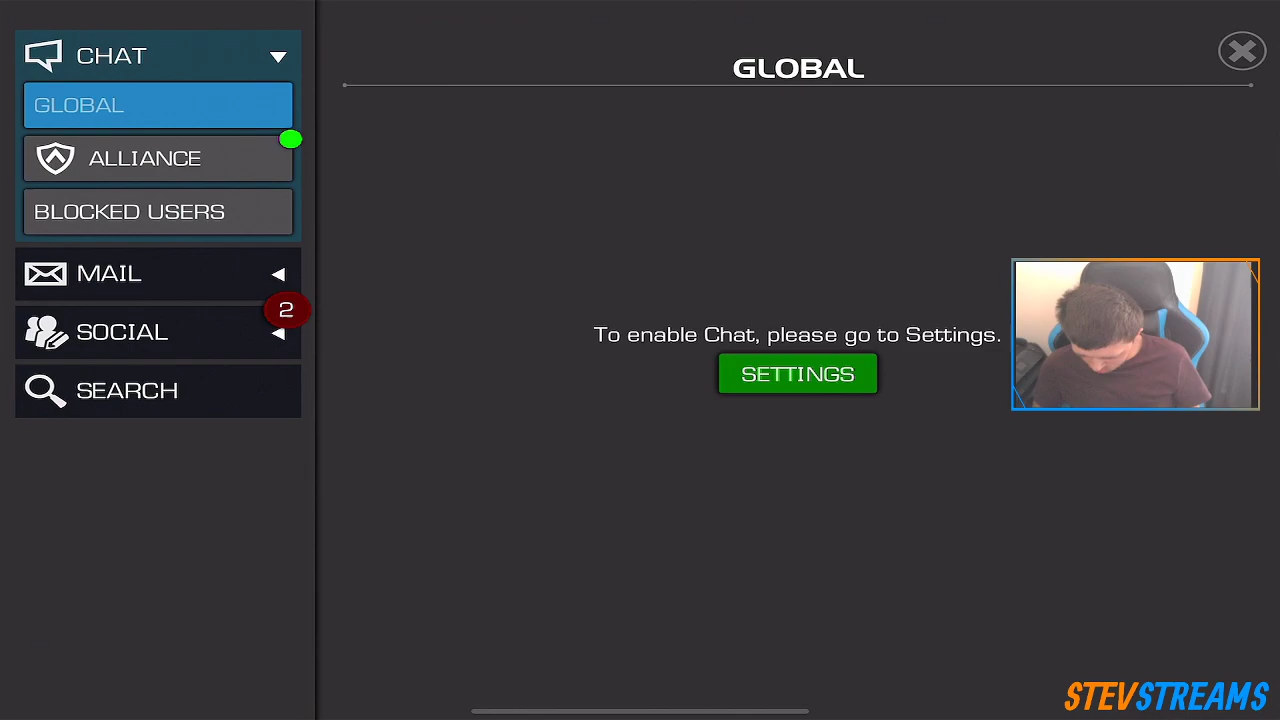 CHAT
GLOBAL
ALLIANCE
BLOCKED USERS
MAIL
2
SOCIAL
SEARCH
GLOBAL
To enable Chat, please go to Settings.
SETTINGS
STEVSTREAMS